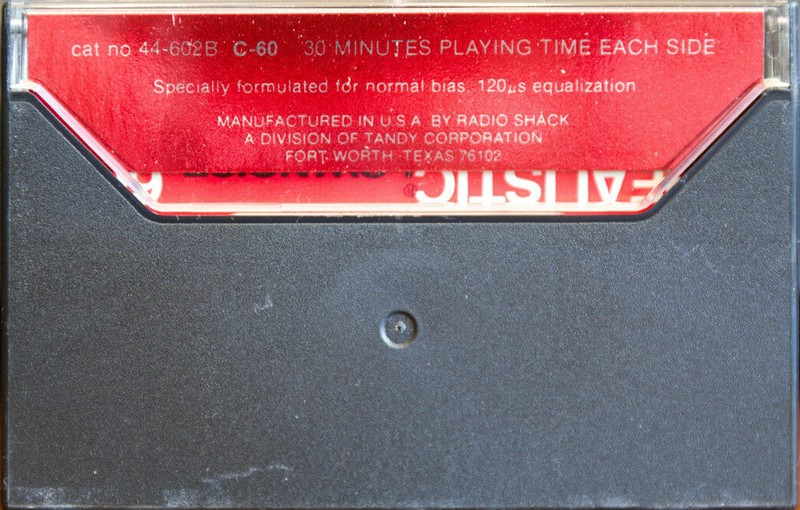 cat no 44-602B C-60 30 MINUTES PLAYING TIME EACH SIDE
Specially formulated for normal bias, 120µs equalization
MANUFACTURED IN U.S.A. BY RADIO SHACK
A DIVISION OF TANDY CORPORATION
FORT WORTH, TEXAS 76102
EALISTIC®